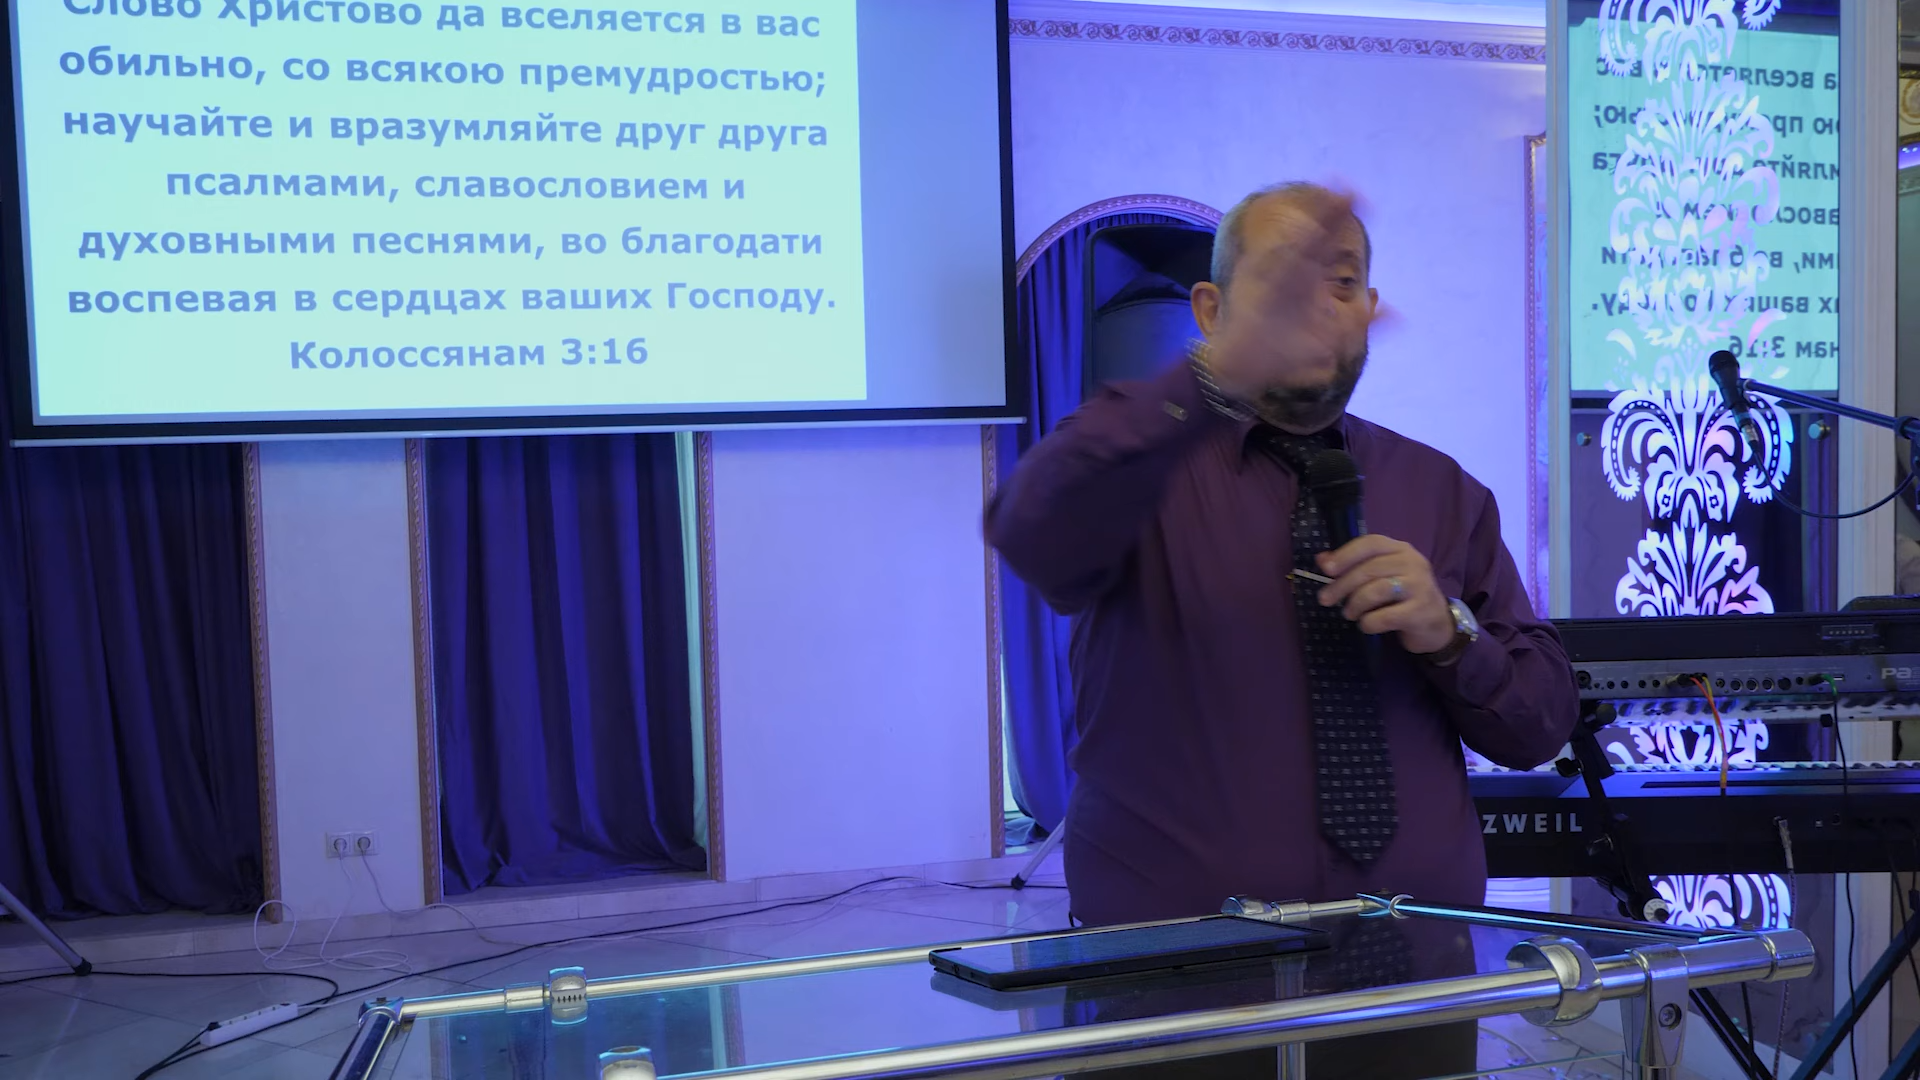 Слово Христово да вселяется в вас
обильно, со всякою премудростью;
научайте и вразумляйте друг друга
псалмами, славословием и
духовными песнями, во благодати
воспевая в сердцах ваших Господу.
Колоссянам 3:16
ZWEIL